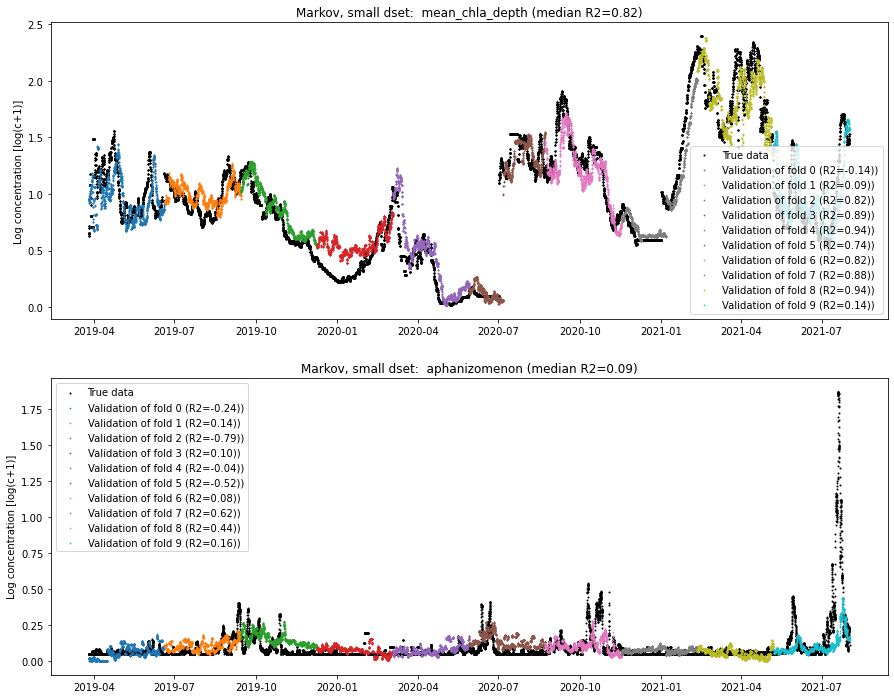 Markov, small dset:  mean_chla_depth (median R2=0.82)
Log concentration [log(c+1)]
2.5
2.0
1.5
1.0
0.5
0.0
True data
Validation of fold 0 (R2=-0.14))
Validation of fold 1 (R2=0.09))
Validation of fold 2 (R2=0.82))
Validation of fold 3 (R2=0.89))
Validation of fold 4 (R2=0.94))
Validation of fold 5 (R2=0.74))
Validation of fold 6 (R2=0.82))
Validation of fold 7 (R2=0.88))
Validation of fold 8 (R2=0.94))
Validation of fold 9 (R2=0.14))
2019-04 2019-07 2019-10 2020-01 2020-04 2020-07 2020-10 2021-01 2021-04 2021-07
Markov, small dset:  aphanizomenon (median R2=0.09)
Log concentration [log(c+1)]
1.75
1.50
1.25
1.00
0.75
0.50
0.25
0.00
True data
Validation of fold 0 (R2=-0.24))
Validation of fold 1 (R2=0.14))
Validation of fold 2 (R2=-0.79))
Validation of fold 3 (R2=0.10))
Validation of fold 4 (R2=-0.04))
Validation of fold 5 (R2=-0.52))
Validation of fold 6 (R2=0.08))
Validation of fold 7 (R2=0.62))
Validation of fold 8 (R2=0.44))
Validation of fold 9 (R2=0.16))
2019-04 2019-07 2019-10 2020-01 2020-04 2020-07 2020-10 2021-01 2021-04 2021-07